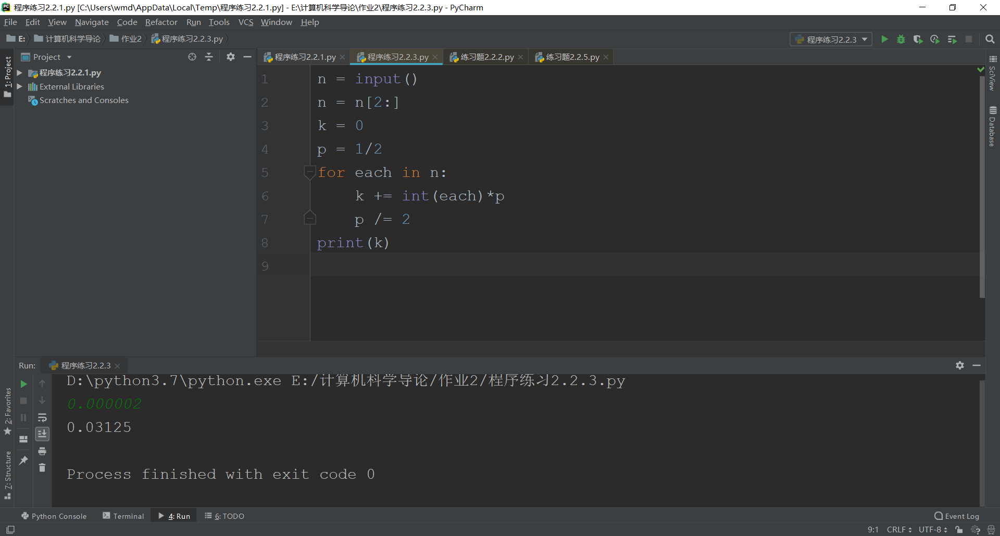 程序练习2.2.1.py [C:\Users\wmd\AppData\Local\Temp\程序练习2.2.1.py] - E:\计算机科学导论\作业2\程序练习2.2.3.py - PyCharm
File Edit View Navigate Code Refactor Run Tools VCS Window Help
E: 计算机科学导论 作业2 程序练习2.2.3.py 程序练习2.2.3
1: Project
Project
程序练习2.2.1.py
External Libraries
Scratches and Consoles
程序练习2.2.1.py 程序练习2.2.3.py 练习题2.2.2.py 练习题2.2.5.py
1 n = input()
2 n = n[2:]
3 k = 0
4 p = 1/2
5 for each in n:
6 k += int(each)*p
7 p /= 2
8 print(k)
9
SciView
Database
Run: 程序练习2.2.3
D:\python3.7\python.exe E:/计算机科学导论/作业2/程序练习2.2.3.py
0.000002
0.03125
Process finished with exit code 0
2: Favorites
7: Structure
Python Console Terminal 4: Run 6: TODO Event Log
9:1 CRLF UTF-8